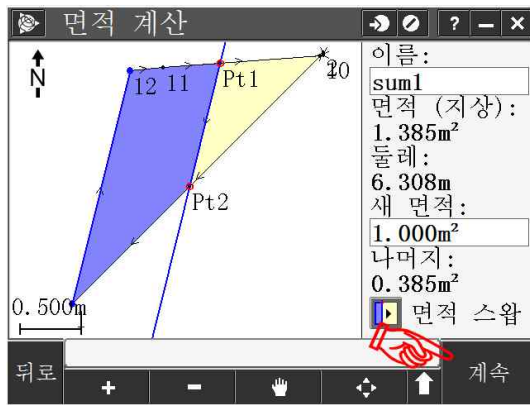 면적 계산
? – ×
N
12 11 Pt1
Pt2
0.500m
이름:
sum1
면적 (지상):
1.385m²
둘레:
6.308m
새 면적:
1.000m²
나머지:
0.385m²
면적 스왑
뒤로
+
-
계속